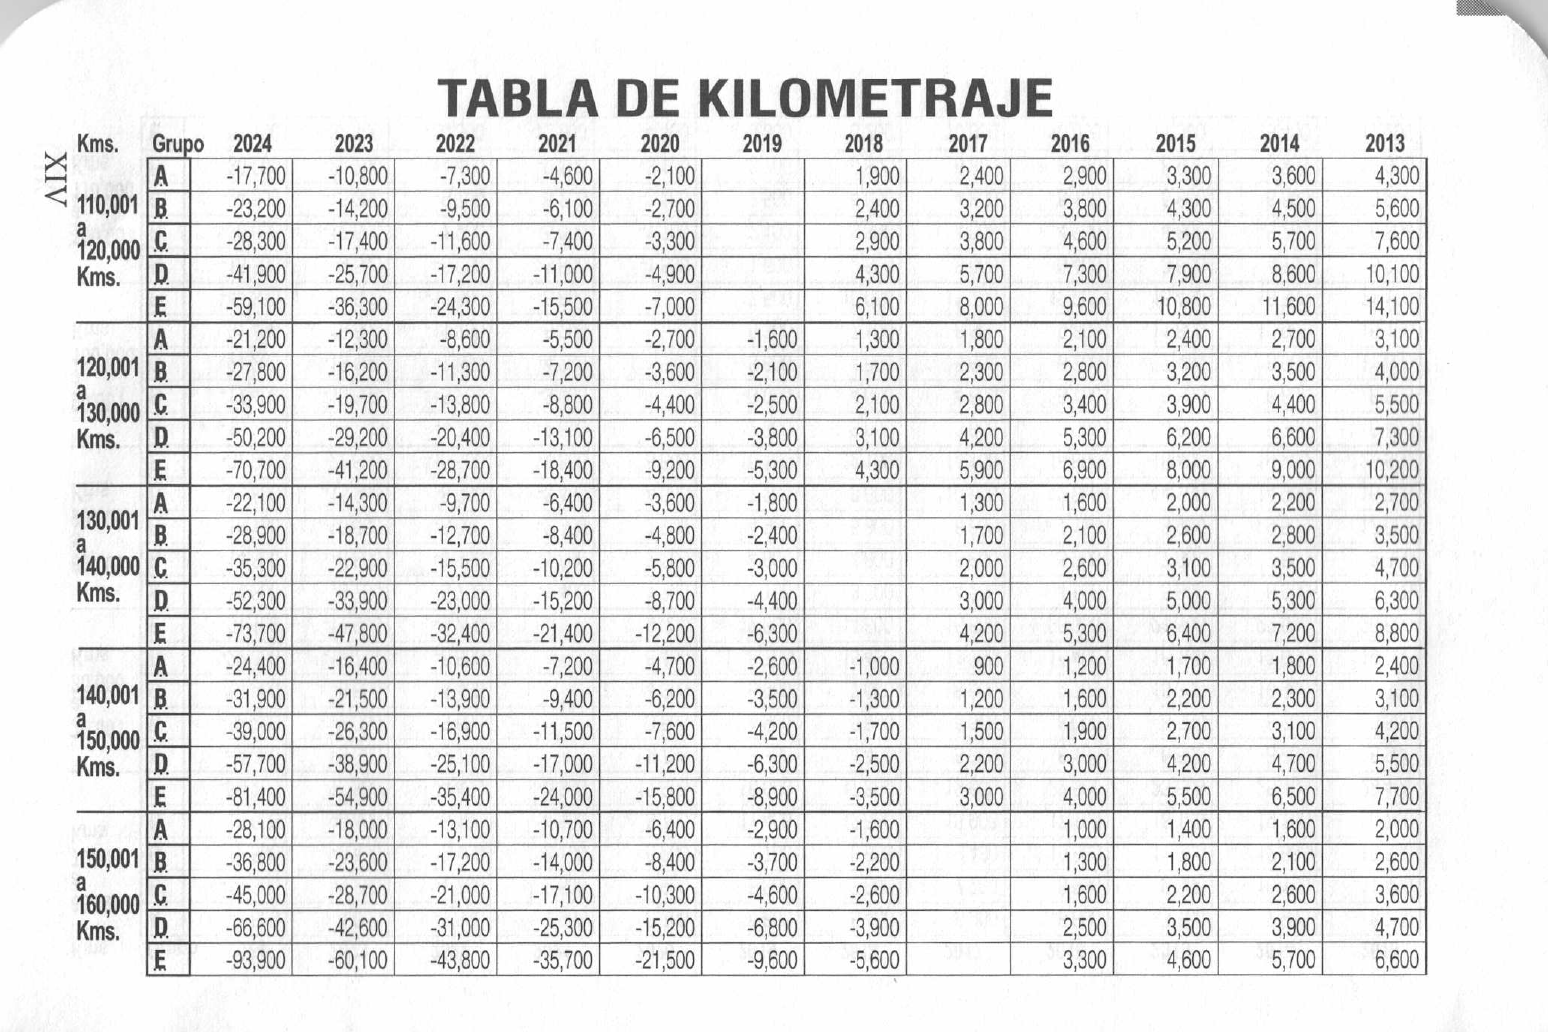 TABLA DE KILOMETRAJE
XIV
Kms. Grupo 2024 2023 2022 2021 2020 2019 2018 2017 2016 2015 2014 2013
110,001
a
120,000
Kms.
A -17,700 -10,800 -7,300 -4,600 -2,100 1,900 2,400 2,900 3,300 3,600 4,300
B -23,200 -14,200 -9,500 -6,100 -2,700 2,400 3,200 3,800 4,300 4,500 5,600
C -28,300 -17,400 -11,600 -7,400 -3,300 2,900 3,800 4,600 5,200 5,700 7,600
D -41,900 -25,700 -17,200 -11,000 -4,900 4,300 5,700 7,300 7,900 8,600 10,100
E -59,100 -36,300 -24,300 -15,500 -7,000 6,100 8,000 9,600 10,800 11,600 14,100
120,001
a
130,000
Kms.
A -21,200 -12,300 -8,600 -5,500 -2,700 -1,600 1,300 1,800 2,100 2,400 2,700 3,100
B -27,800 -16,200 -11,300 -7,200 -3,600 -2,100 1,700 2,300 2,800 3,200 3,500 4,000
C -33,900 -19,700 -13,800 -8,800 -4,400 -2,500 2,100 2,800 3,400 3,900 4,400 5,500
D -50,200 -29,200 -20,400 -13,100 -6,500 -3,800 3,100 4,200 5,300 6,200 6,600 7,300
E -70,700 -41,200 -28,700 -18,400 -9,200 -5,300 4,300 5,900 6,900 8,000 9,000 10,200
130,001
a
140,000
Kms.
A -22,100 -14,300 -9,700 -6,400 -3,600 -1,800 1,300 1,600 2,000 2,200 2,700
B -28,900 -18,700 -12,700 -8,400 -4,800 -2,400 1,700 2,100 2,600 2,800 3,500
C -35,300 -22,900 -15,500 -10,200 -5,800 -3,000 2,000 2,600 3,100 3,500 4,700
D -52,300 -33,900 -23,000 -15,200 -8,700 -4,400 3,000 4,000 5,000 5,300 6,300
E -73,700 -47,800 -32,400 -21,400 -12,200 -6,300 4,200 5,300 6,400 7,200 8,800
140,001
a
150,000
Kms.
A -24,400 -16,400 -10,600 -7,200 -4,700 -2,600 -1,000 900 1,200 1,700 1,800 2,400
B -31,900 -21,500 -13,900 -9,400 -6,200 -3,500 -1,300 1,200 1,600 2,200 2,300 3,100
C -39,000 -26,300 -16,900 -11,500 -7,600 -4,200 -1,700 1,500 1,900 2,700 3,100 4,200
D -57,700 -38,900 -25,100 -17,000 -11,200 -6,300 -2,500 2,200 3,000 4,200 4,700 5,500
E -81,400 -54,900 -35,400 -24,000 -15,800 -8,900 -3,500 3,000 4,000 5,500 6,500 7,700
150,001
a
160,000
Kms.
A -28,100 -18,000 -13,100 -10,700 -6,400 -2,900 -1,600 1,000 1,400 1,600 2,000
B -36,800 -23,600 -17,200 -14,000 -8,400 -3,700 -2,200 1,300 1,800 2,100 2,600
C -45,000 -28,700 -21,000 -17,100 -10,300 -4,600 -2,600 1,600 2,200 2,600 3,600
D -66,600 -42,600 -31,000 -25,300 -15,200 -6,800 -3,900 2,500 3,500 3,900 4,700
E -93,900 -60,100 -43,800 -35,700 -21,500 -9,600 -5,600 3,300 4,600 5,700 6,600